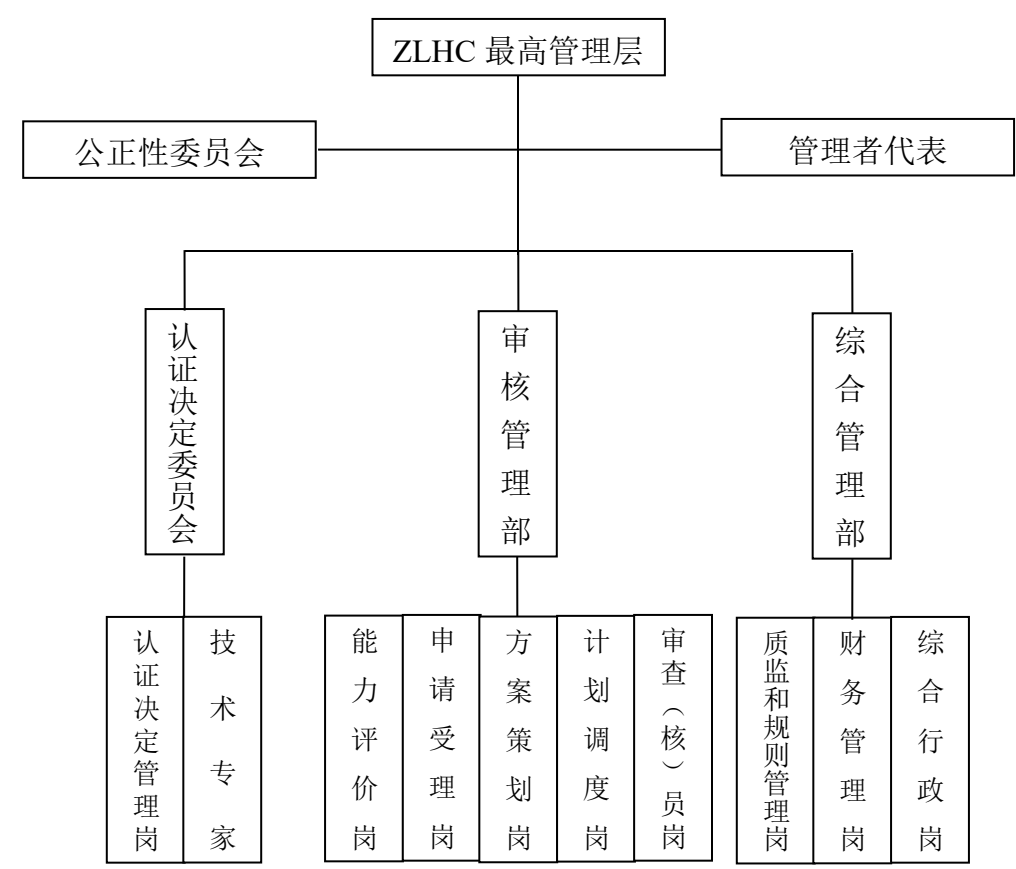 ZLHC 最高管理层
公正性委员会
管理者代表
认证决定委员会
审核管理部
综合管理部
认证决定管理岗
技术专家
能力评价岗
申请受理岗
方案策划岗
计划调度岗
审查（核）员岗
质监和规则管理岗
财务管理岗
综合行政岗